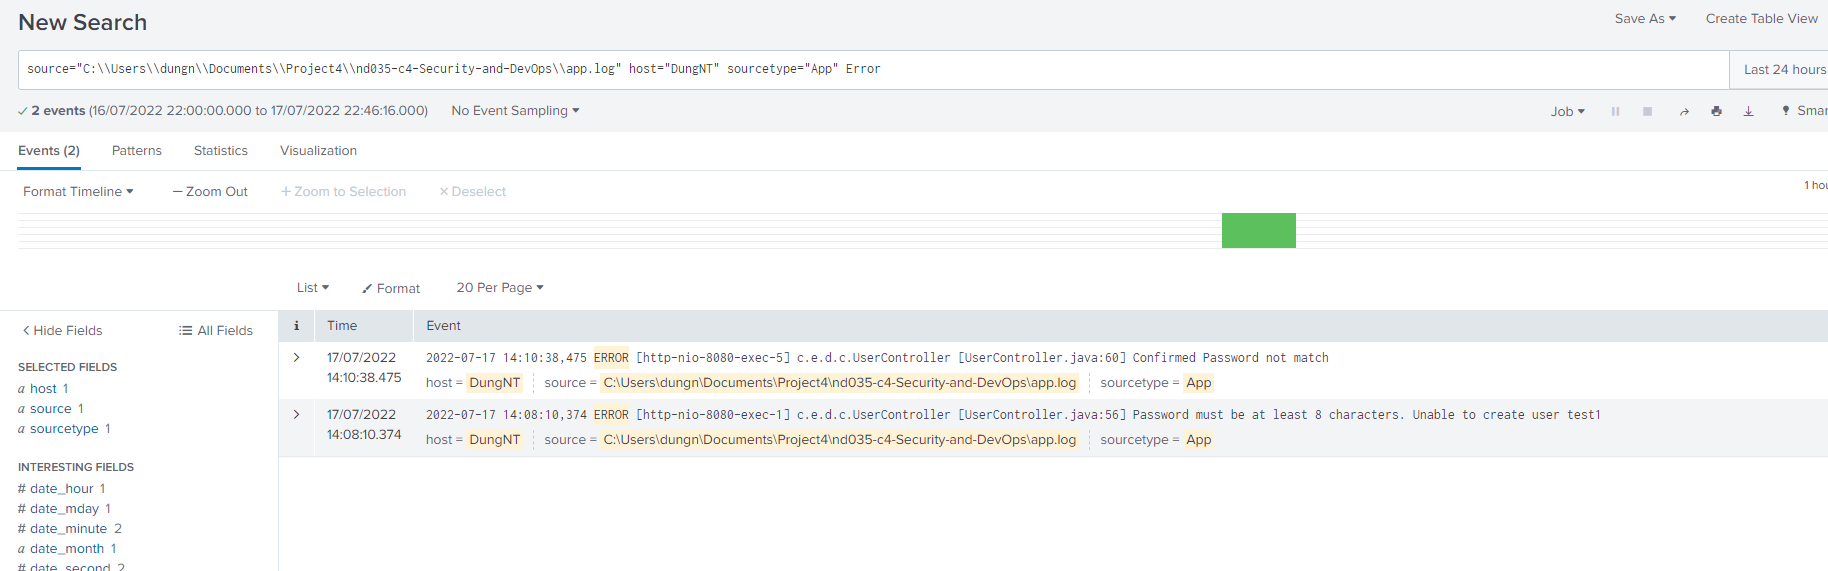 New Search
Save As
Create Table View
source="C:\\Users\\dungn\\Documents\\Project4\\nd035-c4-Security-and-DevOps\\app.log" host="DungNT" sourcetype="App" Error
Last 24 hours
2 events (16/07/2022 22:00:00.000 to 17/07/2022 22:46:16.000)
No Event Sampling
Job
Smar
Events (2)
Patterns
Statistics
Visualization
Format Timeline
— Zoom Out
+ Zoom to Selection
× Deselect
1 hou
List
Format
20 Per Page
< Hide Fields
All Fields
i
Time
Event
SELECTED FIELDS
a host 1
a source 1
a sourcetype 1
INTERESTING FIELDS
# date_hour 1
# date_mday 1
# date_minute 2
a date_month 1
# date_second 2
17/07/2022
14:10:38.475
2022-07-17 14:10:38,475 ERROR [http-nio-8080-exec-5] c.e.d.c.UserController [UserController.java:60] Confirmed Password not match
host = DungNT source = C:\Users\dungn\Documents\Project4\nd035-c4-Security-and-DevOps\app.log sourcetype = App
17/07/2022
14:08:10.374
2022-07-17 14:08:10,374 ERROR [http-nio-8080-exec-1] c.e.d.c.UserController [UserController.java:56] Password must be at least 8 characters. Unable to create user test1
host = DungNT source = C:\Users\dungn\Documents\Project4\nd035-c4-Security-and-DevOps\app.log sourcetype = App